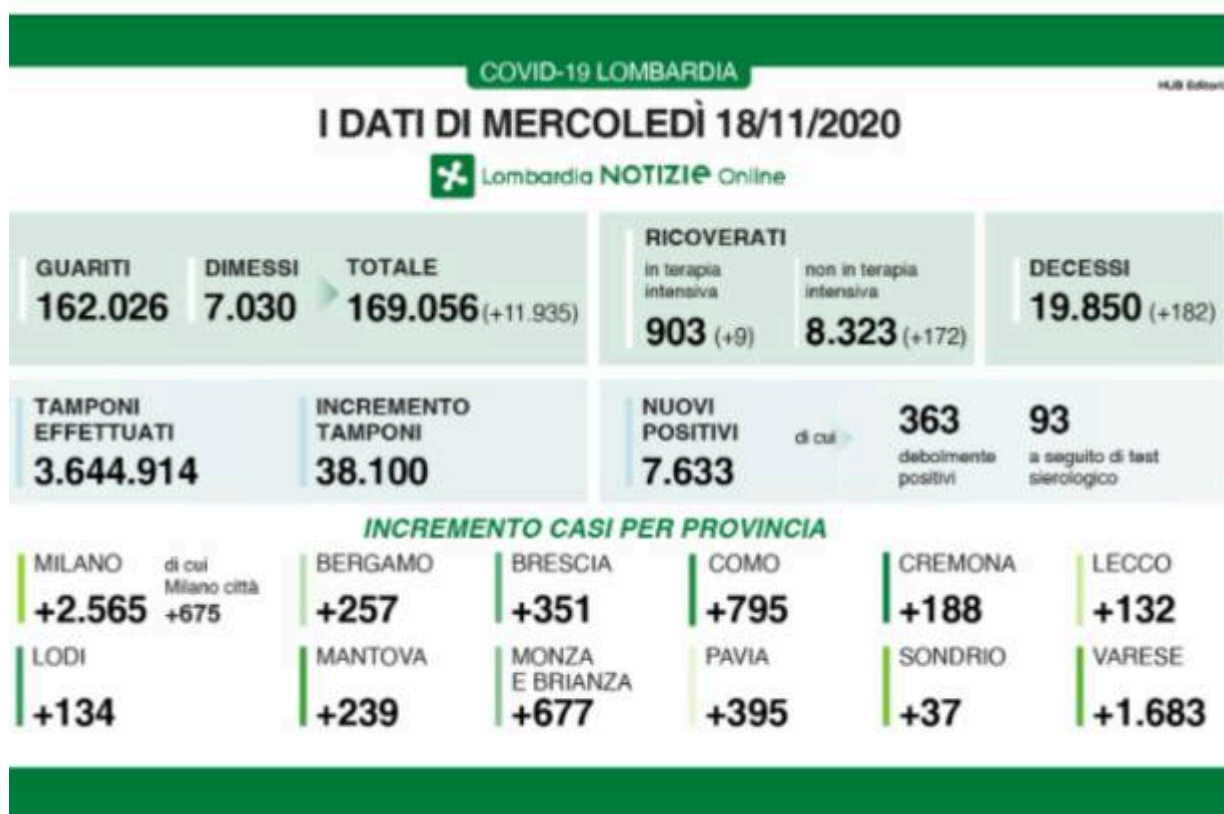 COVID-19 LOMBARDIA
HUB
I DATI DI MERCOLEDÌ 18/11/2020
Lombardia NOTIZIE Online
GUARITI
162.026
DIMESSI
7.030
TOTALE
169.056 (+11.935)
RICOVERATI
in terapia
intensiva
903 (+9)
non in terapia
intensiva
8.323 (+172)
DECESSI
19.850 (+182)
TAMPONI
EFFETTUATI
3.644.914
INCREMENTO
TAMPONI
38.100
NUOVI
POSITIVI
7.633
di cui
363
debolmente
positivi
93
a seguito di test
sierologico
INCREMENTO CASI PER PROVINCIA
MILANO
+2.565
di cui
Milano città
+675
BERGAMO
+257
BRESCIA
+351
COMO
+795
CREMONA
+188
LECCO
+132
LODI
+134
MANTOVA
+239
MONZA
E BRIANZA
+677
PAVIA
+395
SONDRIO
+37
VARESE
+1.683